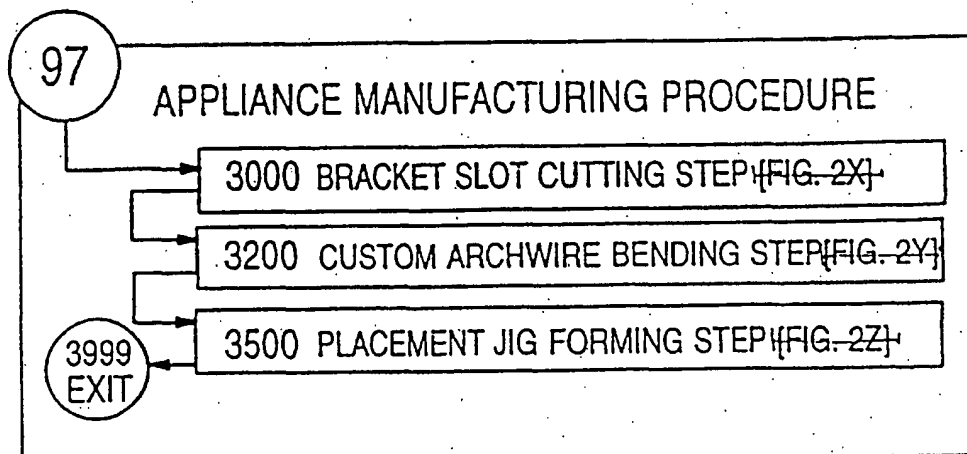 97
APPLIANCE MANUFACTURING PROCEDURE
3000 BRACKET SLOT CUTTING STEP {FIG. 2X}
3200 CUSTOM ARCHWIRE BENDING STEP {FIG. 2Y}
3500 PLACEMENT JIG FORMING STEP {FIG. 2Z}
3999
EXIT